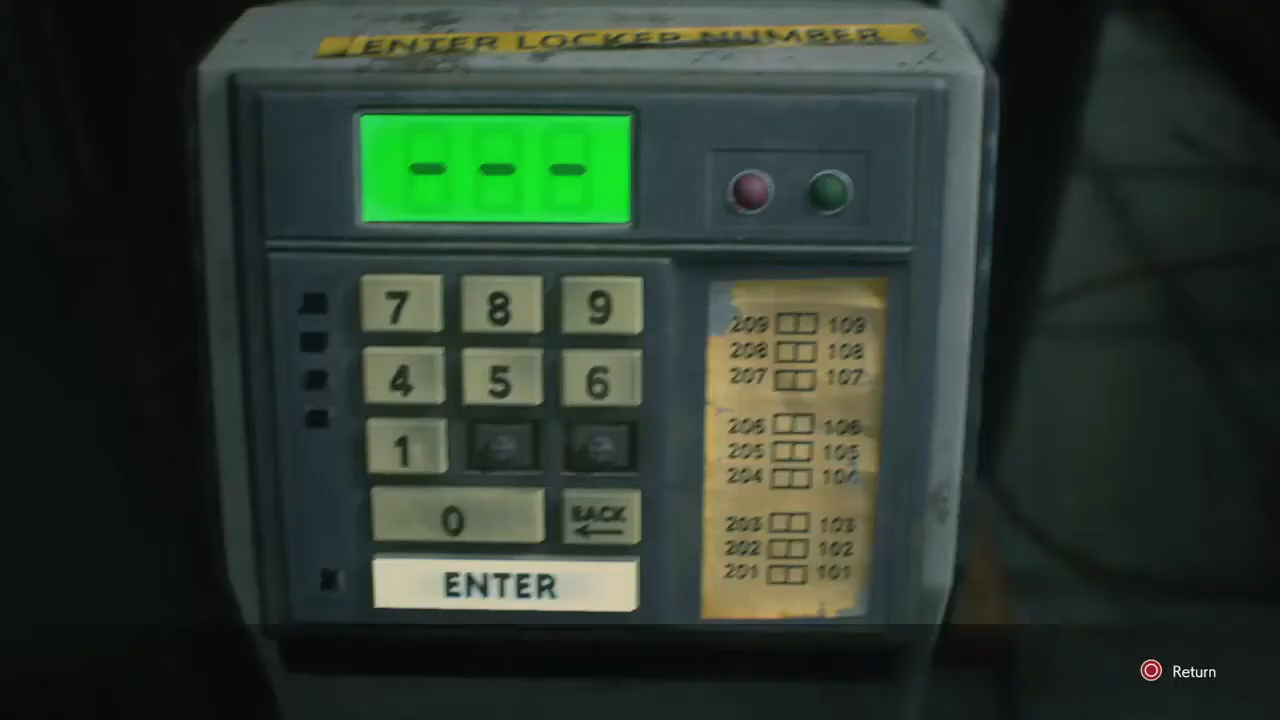 ENTER LOCKER NUMBER
- - -
7 8 9
4 5 6
1
0 BACK
ENTER
209 109
208 108
207 107
206 106
205 105
204 104
203 103
202 102
201 101
Return